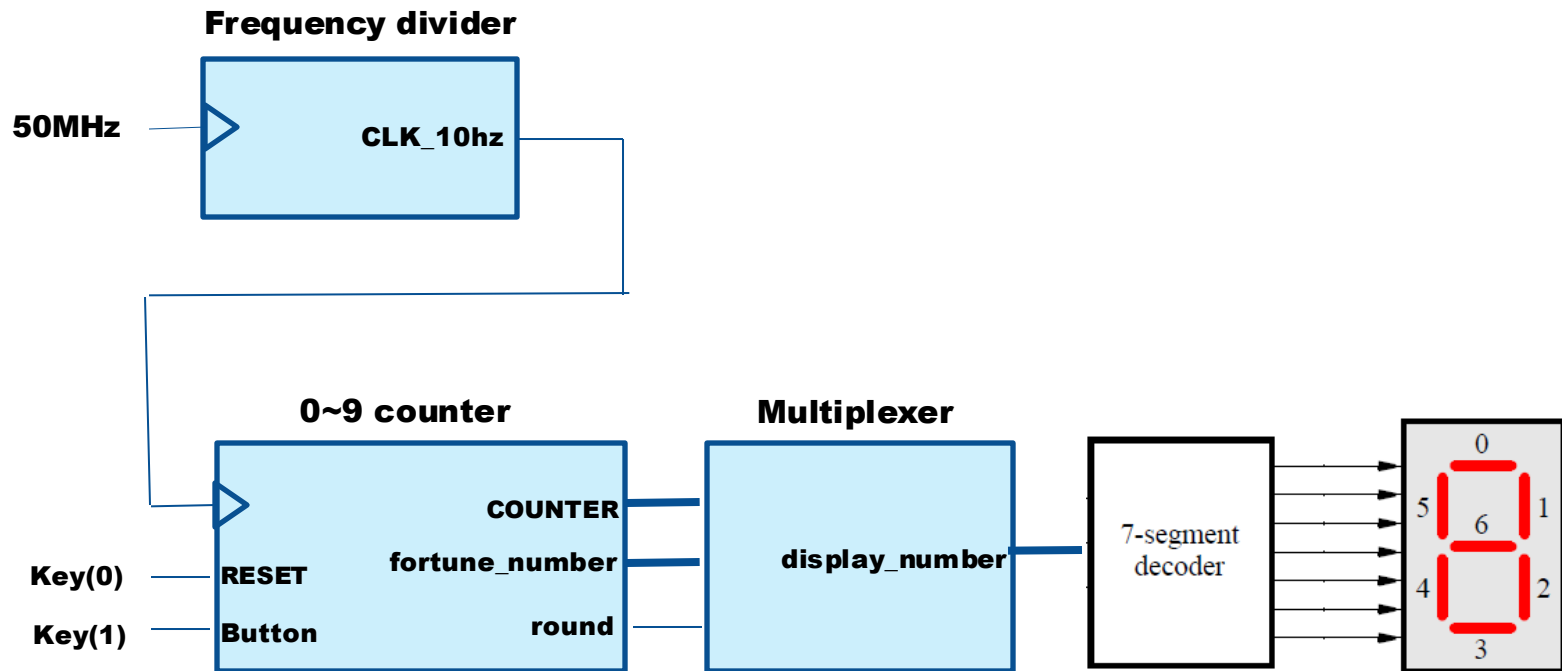 Frequency divider
50MHz
CLK_10hz
0~9 counter
Multiplexer
COUNTER
fortune_number
round
Key(0)
RESET
Key(1)
Button
display_number
7-segment
decoder
0
5
1
6
4
2
3